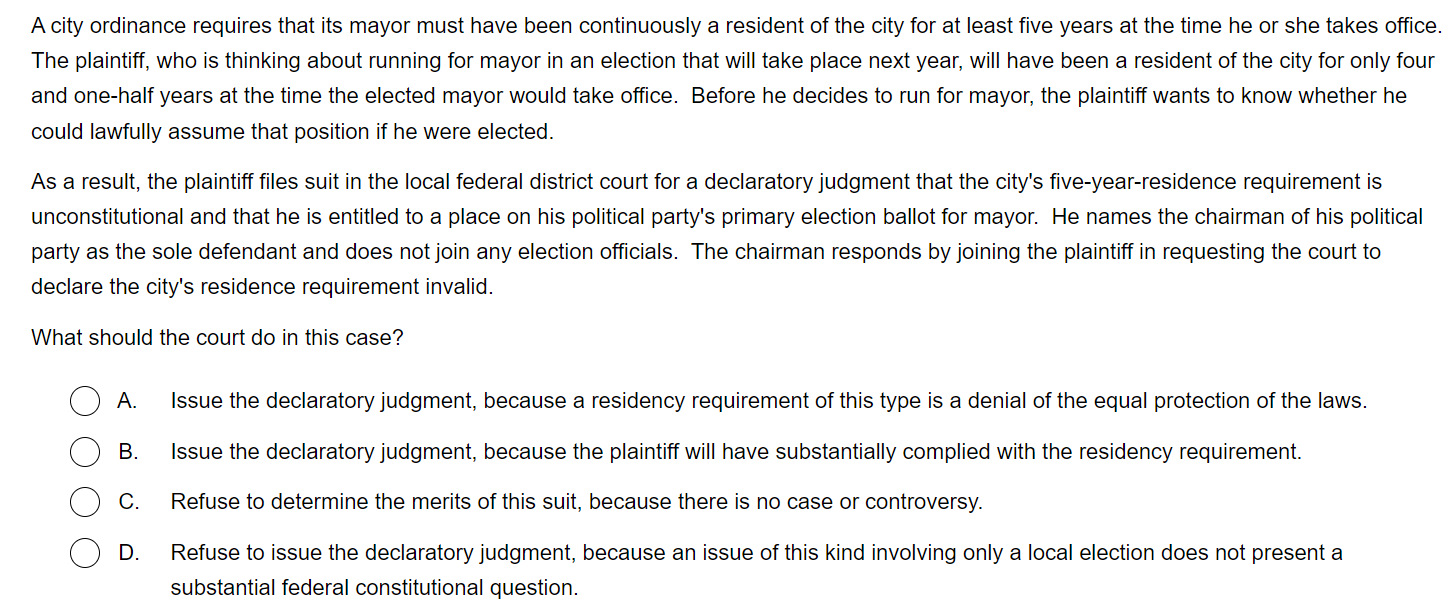 A city ordinance requires that its mayor must have been continuously a resident of the city for at least five years at the time he or she takes office.
The plaintiff, who is thinking about running for mayor in an election that will take place next year, will have been a resident of the city for only four
and one-half years at the time the elected mayor would take office.  Before he decides to run for mayor, the plaintiff wants to know whether he
could lawfully assume that position if he were elected.
As a result, the plaintiff files suit in the local federal district court for a declaratory judgment that the city's five-year-residence requirement is
unconstitutional and that he is entitled to a place on his political party's primary election ballot for mayor.  He names the chairman of his political
party as the sole defendant and does not join any election officials.  The chairman responds by joining the plaintiff in requesting the court to
declare the city's residence requirement invalid.
What should the court do in this case?
A. Issue the declaratory judgment, because a residency requirement of this type is a denial of the equal protection of the laws.
B. Issue the declaratory judgment, because the plaintiff will have substantially complied with the residency requirement.
C. Refuse to determine the merits of this suit, because there is no case or controversy.
D. Refuse to issue the declaratory judgment, because an issue of this kind involving only a local election does not present a
substantial federal constitutional question.